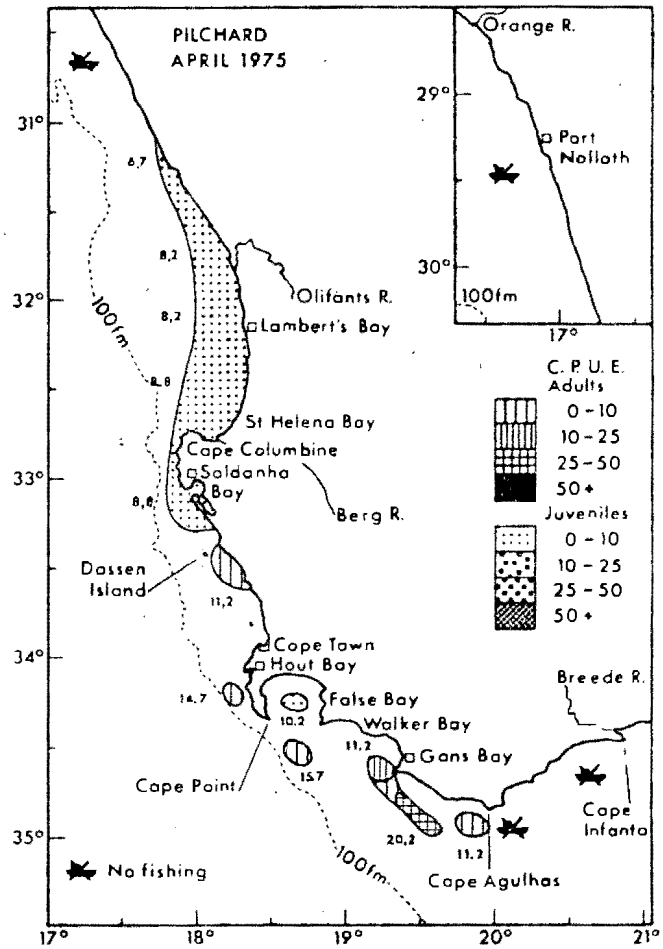 PILCHARD
APRIL 1975
Orange R.
29°
Port
Nolloth
30°
100fm
17°
31°
6,7
8,2
Olifants R.
32°
8,2
100fm
Lambert's Bay
C. P. U. E.
Adults
0-10
10-25
25-50
50+
Juveniles
0-10
10-25
25-50
50+
8,8
St Helena Bay
Cape Columbine
33°
Saldanha
Bay
8,8
Berg R.
Dassen
Island
11,2
Cape Town
34°
Hout Bay
Breede R.
14,7
False Bay
10,2
Walker Bay
11,2
Gans Bay
15,7
Cape Point
Cape
Infanta
35°
20,2
11,2
100fm
No fishing
Cape Agulhas
17°
18°
19°
20°
21°